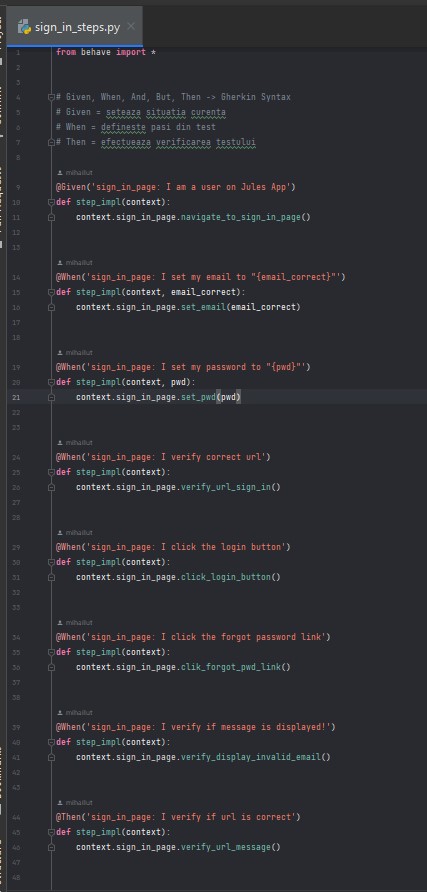 sign_in_steps.py
1 from behave import *
2
3
4 # Given, When, And, But, Then -> Gherkin Syntax
5 # Given = seteaza situatia curenta
6 # When = defineste pasi din test
7 # Then = efectueaza verificarea testului
8
mihailut
9 @Given('sign_in_page: I am a user on Jules App')
10 def step_impl(context):
11 context.sign_in_page.navigate_to_sign_in_page()
12
13
mihailut
14 @When('sign_in_page: I set my email to "{email_correct}"')
15 def step_impl(context, email_correct):
16 context.sign_in_page.set_email(email_correct)
17
18
mihailut
19 @When('sign_in_page: I set my password to "{pwd}"')
20 def step_impl(context, pwd):
21 context.sign_in_page.set_pwd(pwd)
22
23
mihailut
24 @When('sign_in_page: I verify correct url')
25 def step_impl(context):
26 context.sign_in_page.verify_url_sign_in()
27
28
mihailut
29 @When('sign_in_page: I click the login button')
30 def step_impl(context):
31 context.sign_in_page.click_login_button()
32
33
mihailut
34 @When('sign_in_page: I click the forgot password link')
35 def step_impl(context):
36 context.sign_in_page.clik_forgot_pwd_link()
37
38
mihailut
39 @When('sign_in_page: I verify if message is displayed!')
40 def step_impl(context):
41 context.sign_in_page.verify_display_invalid_email()
42
43
mihailut
44 @Then('sign_in_page: I verify if url is correct')
45 def step_impl(context):
46 context.sign_in_page.verify_url_message()
47
48